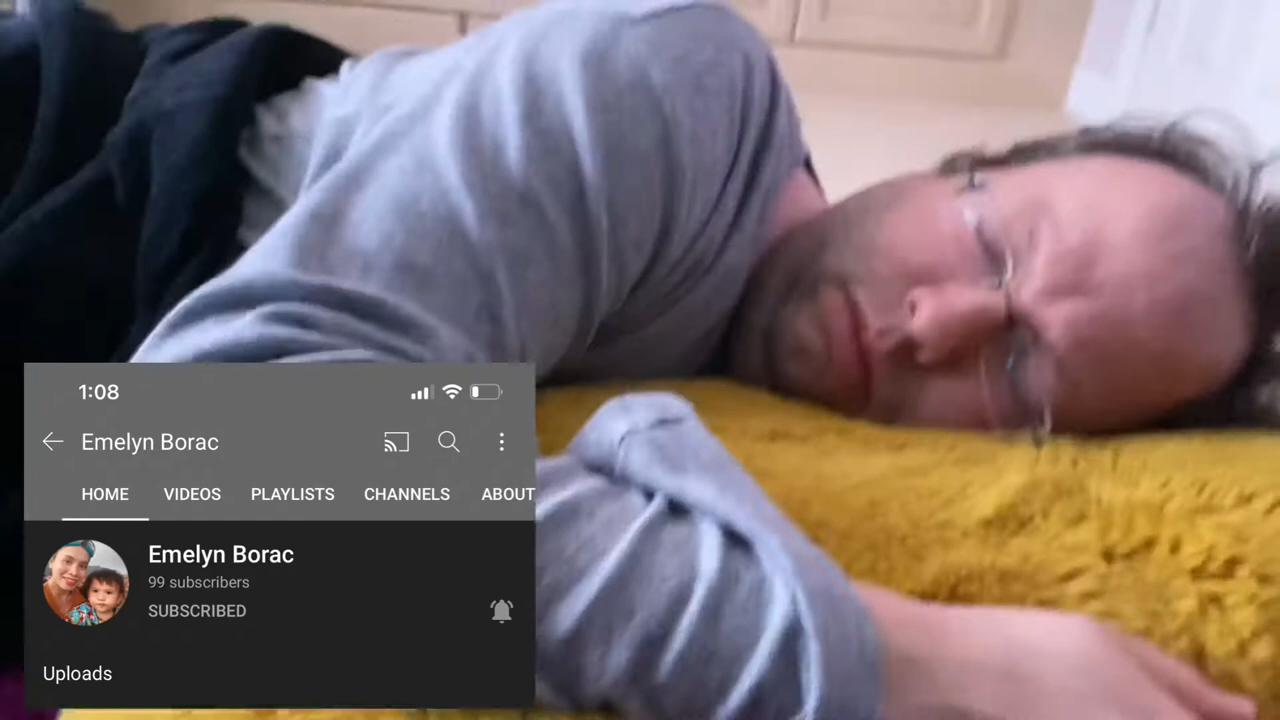 1:08
Emelyn Borac
HOME VIDEOS PLAYLISTS CHANNELS ABOUT
Emelyn Borac
99 subscribers
SUBSCRIBED
Uploads